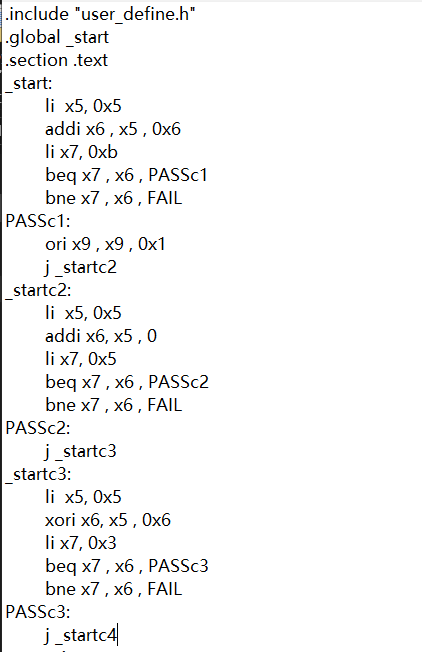 .include "user_define.h"
.global _start
.section .text
_start:
li  x5, 0x5
addi x6 , x5 , 0x6
li x7, 0xb
beq x7 , x6 , PASSc1
bne x7 , x6 , FAIL
PASSc1:
ori x9 , x9 , 0x1
j _startc2
_startc2:
li  x5, 0x5
addi x6, x5 , 0
li x7, 0x5
beq x7 , x6 , PASSc2
bne x7 , x6 , FAIL
PASSc2:
j _startc3
_startc3:
li  x5, 0x5
xori x6, x5 , 0x6
li x7, 0x3
beq x7 , x6 , PASSc3
bne x7 , x6 , FAIL
PASSc3:
j _startc4